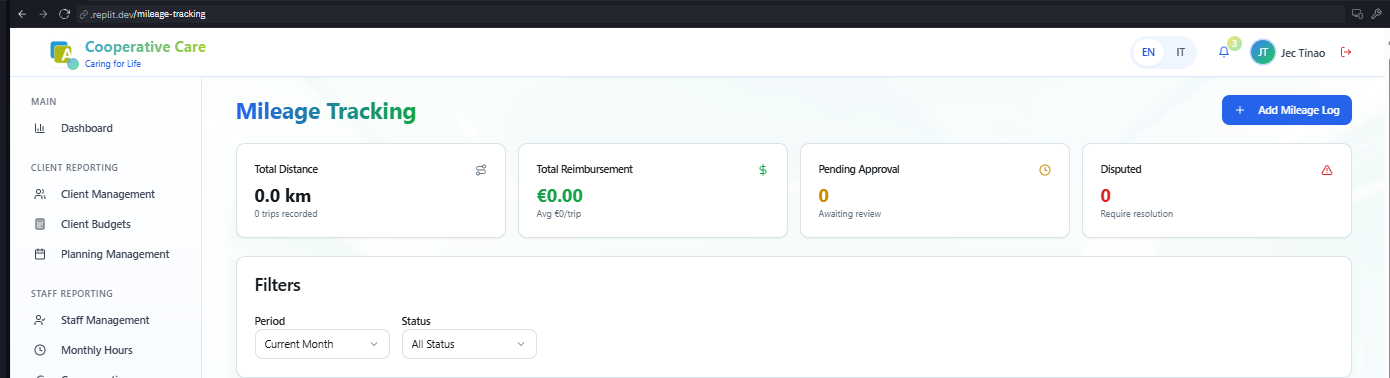 .replit.dev/mileage-tracking
Cooperative Care
Caring for Life
EN IT
3
JT Jec Tinao
MAIN
Dashboard
CLIENT REPORTING
Client Management
Client Budgets
Planning Management
STAFF REPORTING
Staff Management
Monthly Hours
Mileage Tracking
+ Add Mileage Log
Total Distance
0.0 km
0 trips recorded
Total Reimbursement
$
€0.00
Avg €0/trip
Pending Approval
0
Awaiting review
Disputed
0
Require resolution
Filters
Period
Current Month
Status
All Status